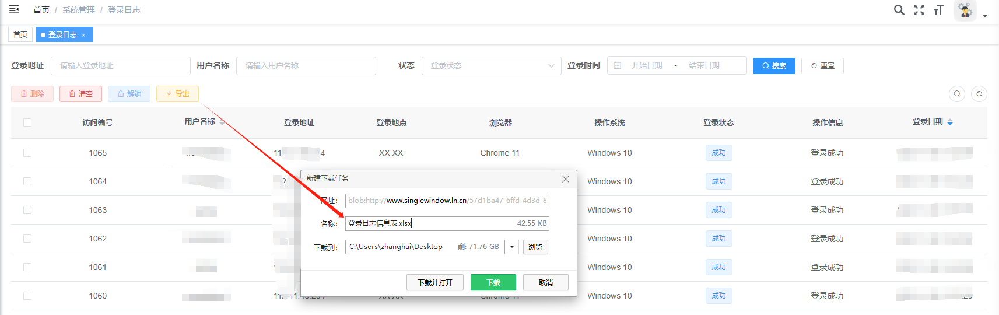 首页 / 系统管理 / 登录日志
首页 登录日志 ×
登录地址 请输入登录地址 用户名称 请输入用户名称 状态 登录状态 登录时间 开始日期 - 结束日期 搜索 重置
删除 清空 解锁 导出
访问编号 用户名称 登录地址 登录地点 浏览器 操作系统 登录状态 操作信息 登录日期
1065 XX XX Chrome 11 Windows 10 成功 登录成功
1064 Windows 10 成功 登录成功
1063 Windows 10 成功 登录成功
1062 Windows 10 成功 登录成功
1061 Windows 10 成功 登录成功
1060 Windows 10 成功 登录成功
新建下载任务
网址: blob:http://www.singlewindow.ln.cn/57d1ba47-6ffd-4d3d-8
名称: 登录日志信息表.xlsx 42.55 KB
下载到: C:\Users\zhanghui\Desktop 剩: 71.76 GB 浏览
下载并打开 下载 取消